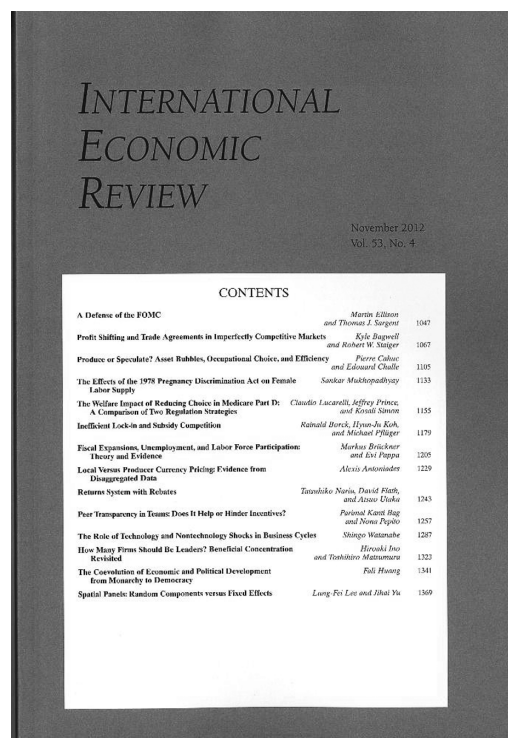 INTERNATIONAL
ECONOMIC
REVIEW
November 2012
Vol. 53, No. 4
CONTENTS
A Defense of the FOMC Martin Ellison
and Thomas J. Sargent 1047
Profit Shifting and Trade Agreements in Imperfectly Competitive Markets Kyle Bagwell
and Robert W. Staiger 1067
Produce or Speculate? Asset Bubbles, Occupational Choice, and Efficiency Pierre Cahuc
and Edouard Challe 1105
The Effects of the 1978 Pregnancy Discrimination Act on Female Sankar Mukhopadhyay 1133
Labor Supply
The Welfare Impact of Reducing Choice in Medicare Part D: Claudio Lucarelli, Jeffrey Prince,
A Comparison of Two Regulation Strategies and Kosali Simon 1155
Inefficient Lock-in and Subsidy Competition Rainald Borck, Hyun-Ju Koh,
and Michael Pflüger 1179
Fiscal Expansions, Unemployment, and Labor Force Participation: Markus Brückner
Theory and Evidence and Evi Pappa 1205
Local Versus Producer Currency Pricing: Evidence from Alexis Antoniades 1229
Disaggregated Data
Returns System with Rebates Tatsuhiko Nariu, David Flath,
and Atsuo Utaka 1243
Peer Transparency in Teams: Does It Help or Hinder Incentives? Parimal Kanti Bag
and Nona Pepito 1257
The Role of Technology and Nontechnology Shocks in Business Cycles Shingo Watanabe 1287
How Many Firms Should Be Leaders? Beneficial Concentration Hiroaki Ino
Revisited and Toshihiro Matsumura 1323
The Coevolution of Economic and Political Development Fali Huang 1341
from Monarchy to Democracy
Spatial Panels: Random Components versus Fixed Effects Lung-Fei Lee and Jihai Yu 1369